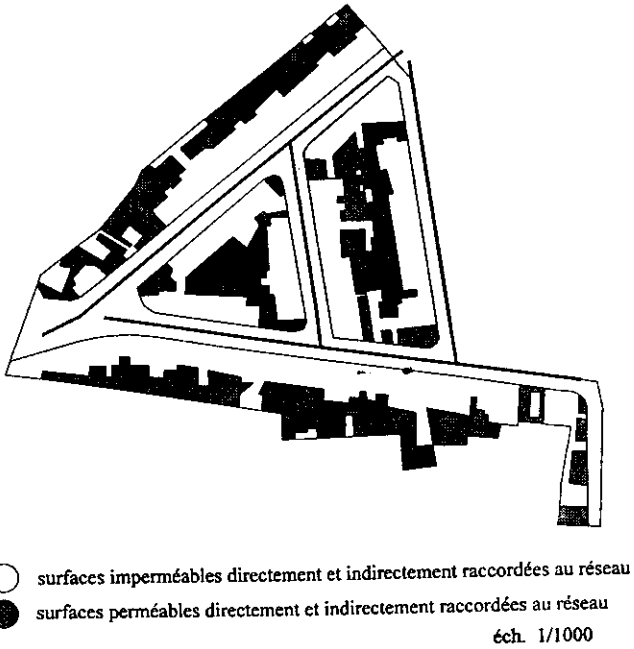 surfaces imperméables directement et indirectement raccordées au réseau
surfaces perméables directement et indirectement raccordées au réseau
éch. 1/1000